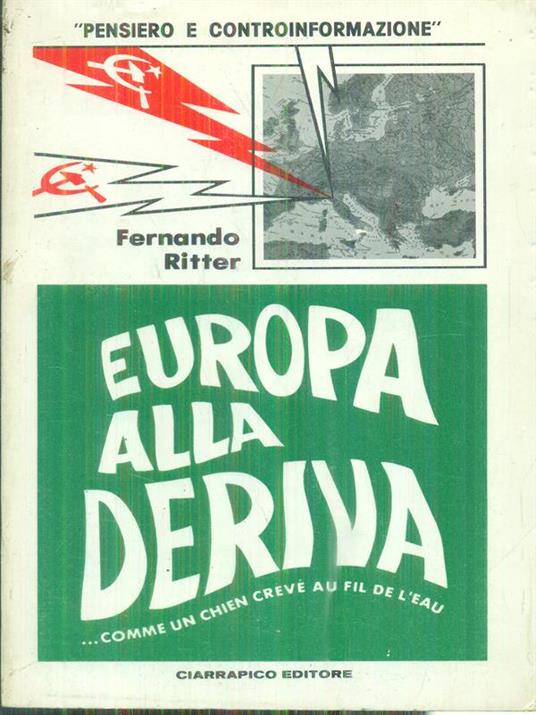 "PENSIERO E CONTROINFORMAZIONE"
Fernando
Ritter
EUROPA
ALLA
DERIVA
...COMME UN CHIEN CREVÉ AU FIL DE L'EAU
CIARRAPICO EDITORE